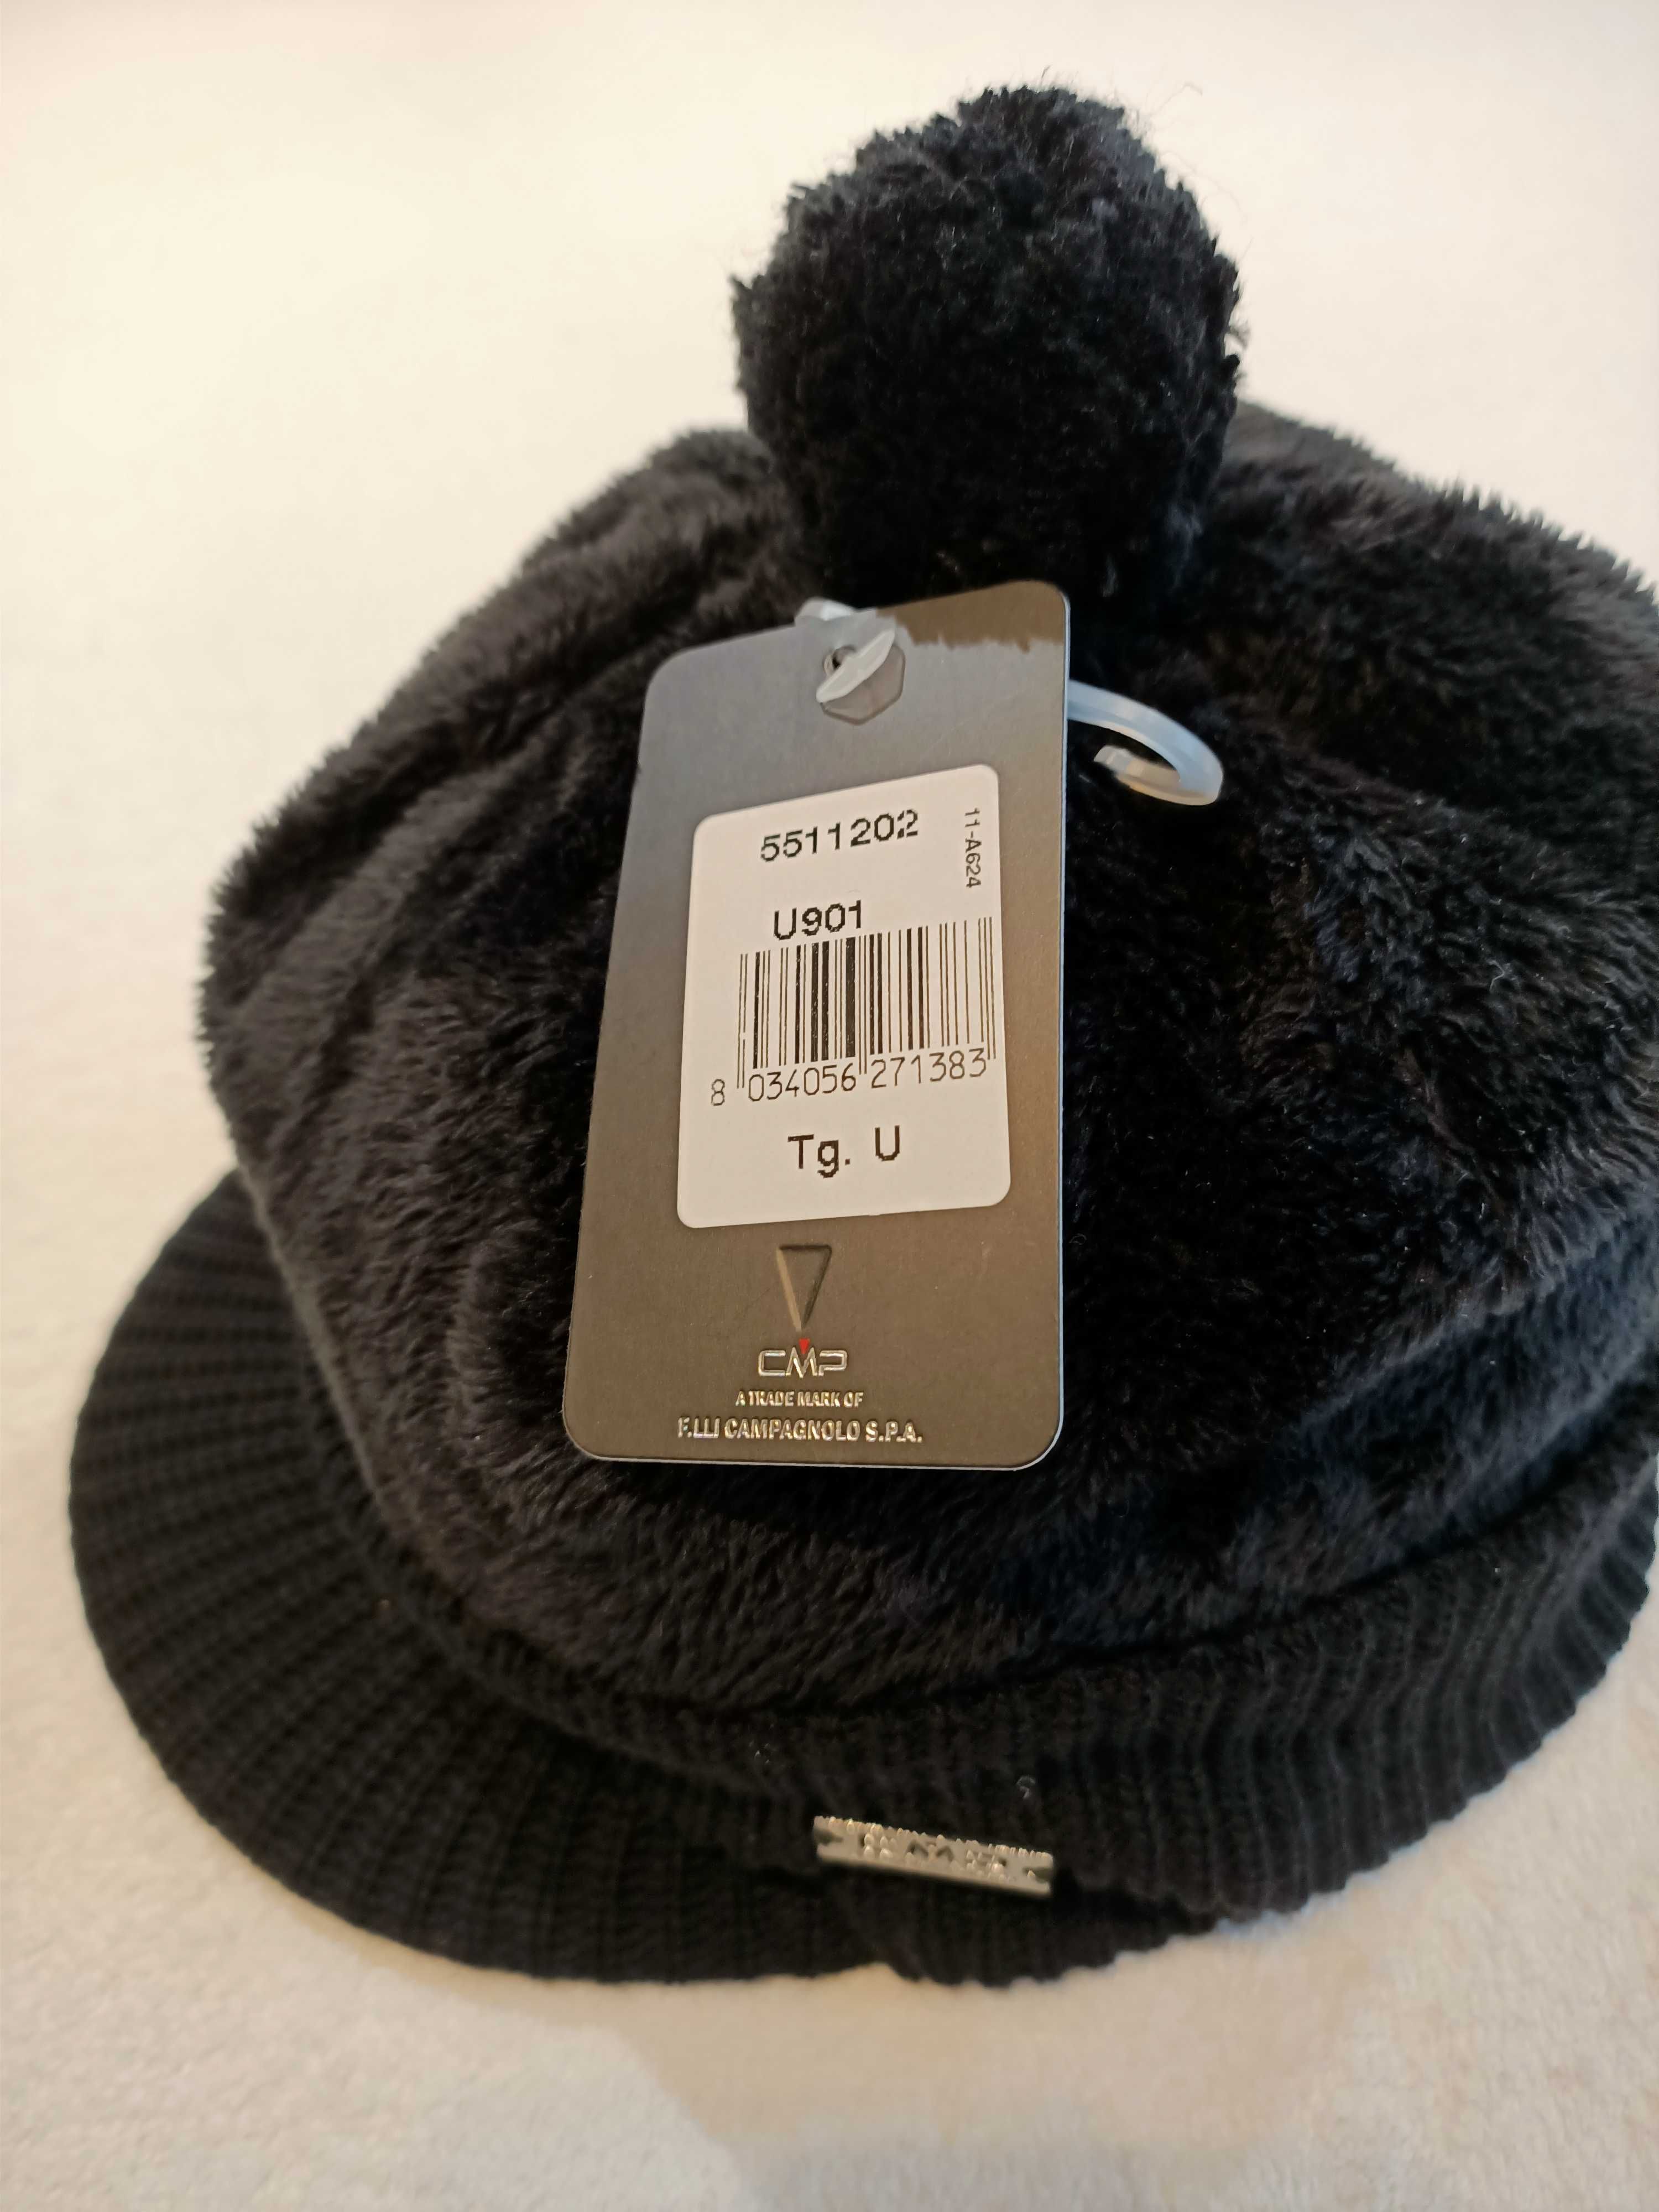 5511202
11-A624
U901
8 034056 271383
Tg. U
CMP
A TRADE MARK OF
F.LLI CAMPAGNOLO S.P.A.